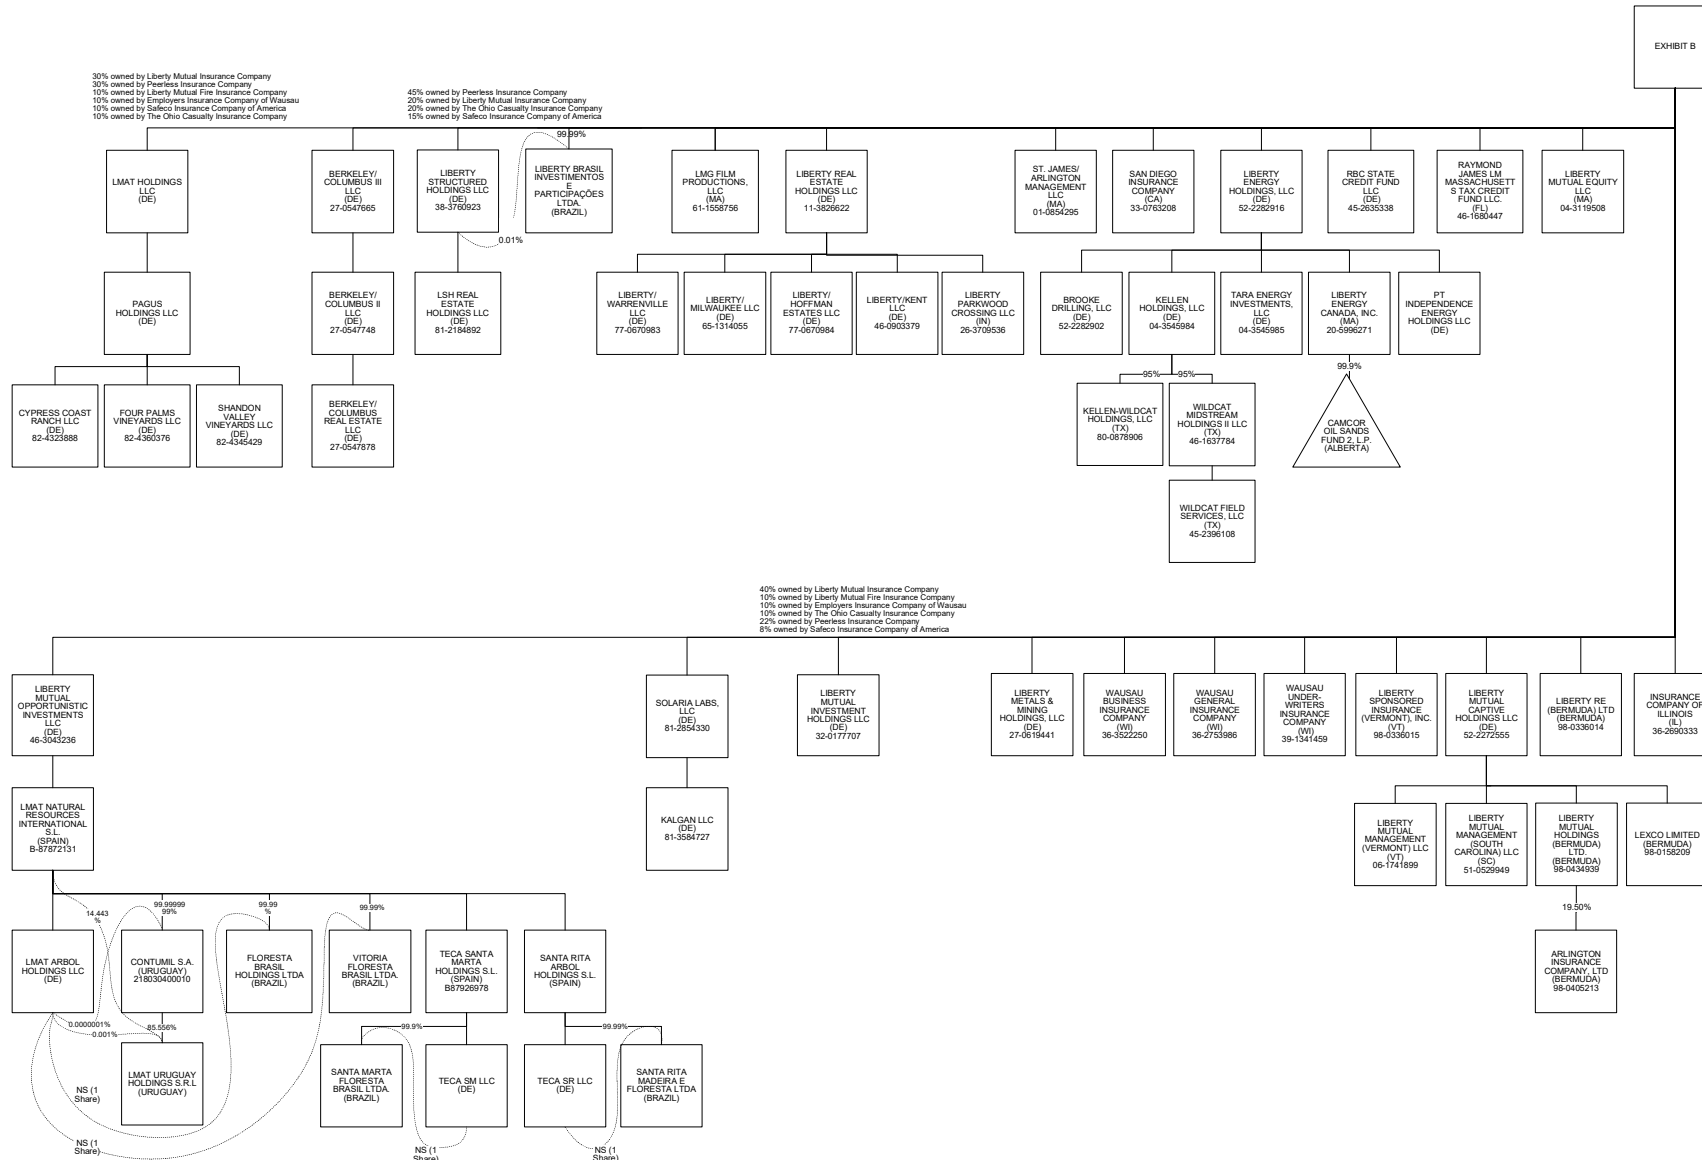 EXHIBIT B
30% owned by Liberty Mutual Insurance Company
30% owned by Peerless Insurance Company
10% owned by Liberty Mutual Fire Insurance Company
10% owned by Employers Insurance Company of Wausau
10% owned by Safeco Insurance Company of America
10% owned by The Ohio Casualty Insurance Company
45% owned by Peerless Insurance Company
20% owned by Liberty Mutual Insurance Company
20% owned by The Ohio Casualty Insurance Company
15% owned by Safeco Insurance Company of America
99.99%
LMAT HOLDINGS
LLC
(DE)
BERKELEY/
COLUMBUS III
LLC
(DE)
27-0547665
LIBERTY
STRUCTURED
HOLDINGS LLC
(DE)
38-3760923
LIBERTY BRASIL
INVESTIMENTOS
E
PARTICIPAÇÕES
LTDA.
(BRAZIL)
LMG FILM
PRODUCTIONS,
LLC
(MA)
61-1558756
LIBERTY REAL
ESTATE
HOLDINGS LLC
(DE)
11-3826622
ST. JAMES/
ARLINGTON
MANAGEMENT
LLC
(MA)
01-0854295
SAN DIEGO
INSURANCE
COMPANY
(CA)
33-0763208
LIBERTY
ENERGY
HOLDINGS, LLC
(DE)
52-2282916
RBC STATE
CREDIT FUND
LLC
(DE)
45-2635338
RAYMOND
JAMES LM
MASSACHUSETT
S TAX CREDIT
FUND LLC.
(FL)
46-1680447
LIBERTY
MUTUAL EQUITY
LLC
(MA)
04-3119508
0.01%
PAGUS
HOLDINGS LLC
(DE)
BERKELEY/
COLUMBUS II
LLC
(DE)
27-0547748
LSH REAL
ESTATE
HOLDINGS LLC
(DE)
81-2184892
LIBERTY/
WARRENVILLE
LLC
(DE)
77-0670983
LIBERTY/
MILWAUKEE LLC
(DE)
65-1314055
LIBERTY/
HOFFMAN
ESTATES LLC
(DE)
77-0670984
LIBERTY/KENT
LLC
(DE)
46-0903379
LIBERTY
PARKWOOD
CROSSING LLC
(IN)
26-3709536
BROOKE
DRILLING, LLC
(DE)
52-2282902
KELLEN
HOLDINGS, LLC
(DE)
04-3545984
TARA ENERGY
INVESTMENTS,
LLC
(DE)
04-3545985
LIBERTY
ENERGY
CANADA, INC.
(MA)
20-5996271
PT
INDEPENDENCE
ENERGY
HOLDINGS LLC
(DE)
95%
95%
99.9%
CYPRESS COAST
RANCH LLC
(DE)
82-4323888
FOUR PALMS
VINEYARDS LLC
(DE)
82-4360376
SHANDON
VALLEY
VINEYARDS LLC
(DE)
82-4345429
BERKELEY/
COLUMBUS
REAL ESTATE
LLC
(DE)
27-0547878
KELLEN-WILDCAT
HOLDINGS, LLC
(TX)
80-0878906
WILDCAT
MIDSTREAM
HOLDINGS II LLC
(TX)
46-1637784
CAMCOR
OIL SANDS
FUND 2, L.P.
(ALBERTA)
WILDCAT FIELD
SERVICES, LLC
(TX)
45-2396108
40% owned by Liberty Mutual Insurance Company
10% owned by Liberty Mutual Fire Insurance Company
10% owned by Employers Insurance Company of Wausau
10% owned by The Ohio Casualty Insurance Company
22% owned by Peerless Insurance Company
8% owned by Safeco Insurance Company of America
LIBERTY
MUTUAL
OPPORTUNISTIC
INVESTMENTS
LLC
(DE)
46-3043236
SOLARIA LABS,
LLC
(DE)
81-2854330
LIBERTY
MUTUAL
INVESTMENT
HOLDINGS LLC
(DE)
32-0177707
LIBERTY
METALS &
MINING
HOLDINGS, LLC
(DE)
27-0619441
WAUSAU
BUSINESS
INSURANCE
COMPANY
(WI)
36-3522250
WAUSAU
GENERAL
INSURANCE
COMPANY
(WI)
36-2753986
WAUSAU
UNDER-
WRITERS
INSURANCE
COMPANY
(WI)
39-1341459
LIBERTY
SPONSORED
INSURANCE
(VERMONT), INC.
(VT)
98-0336015
LIBERTY
MUTUAL
CAPTIVE
HOLDINGS LLC
(DE)
52-2272555
LIBERTY RE
(BERMUDA) LTD
(BERMUDA)
98-0336014
INSURANCE
COMPANY OF
ILLINOIS
(IL)
36-2690333
LMAT NATURAL
RESOURCES
INTERNATIONAL
S.L.
(SPAIN)
B-87872131
KALGAN LLC
(DE)
81-3584727
LIBERTY
MUTUAL
MANAGEMENT
(VERMONT) LLC
(VT)
06-1741899
LIBERTY
MUTUAL
MANAGEMENT
(SOUTH
CAROLINA) LLC
(SC)
51-0529949
LIBERTY
MUTUAL
HOLDINGS
(BERMUDA)
LTD.
(BERMUDA)
98-0434939
LEXCO LIMITED
(BERMUDA)
98-0158209
14.443
%
99.99999
99%
99.99
%
99.99%
19.50%
LMAT ARBOL
HOLDINGS LLC
(DE)
CONTUMIL S.A.
(URUGUAY)
218030400010
FLORESTA
BRASIL
HOLDINGS LTDA
(BRAZIL)
VITORIA
FLORESTA
BRASIL LTDA.
(BRAZIL)
TECA SANTA
MARTA
HOLDINGS S.L.
(SPAIN)
B87926978
SANTA RITA
ARBOL
HOLDINGS S.L.
(SPAIN)
ARLINGTON
INSURANCE
COMPANY, LTD
(BERMUDA)
98-0405213
0.0000001%
0.001%
85.556%
99.9%
99.99%
LMAT URUGUAY
HOLDINGS S.R.L
(URUGUAY)
SANTA MARTA
FLORESTA
BRASIL LTDA.
(BRAZIL)
TECA SM LLC
(DE)
TECA SR LLC
(DE)
SANTA RITA
MADEIRA E
FLORESTA LTDA
(BRAZIL)
NS (1
Share)
NS (1
Share)
NS (1
Share)
NS (1
Share)